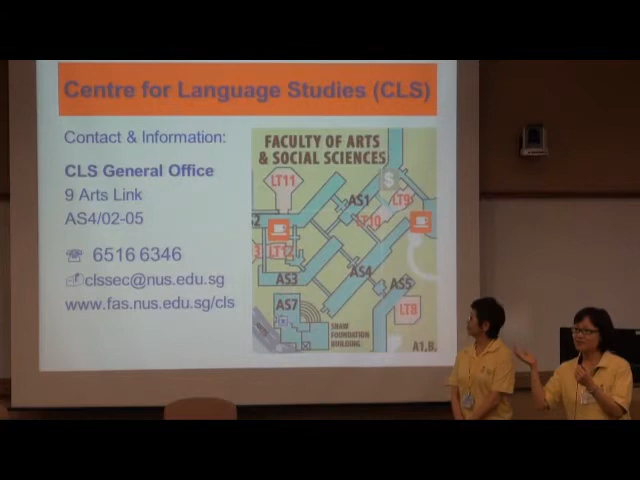 Centre for Language Studies (CLS)
Contact & Information:
CLS General Office
9 Arts Link
AS4/02-05
☏ 6516 6346
clssec@nus.edu.sg
www.fas.nus.edu.sg/cls
FACULTY OF ARTS
& SOCIAL SCIENCES
LT11
$
AS1
LT9
LT10
2
3
LT12
AS3
AS4
AS5
AS7
LT8
SHAW
FOUNDATION
BUILDING
A1,B.